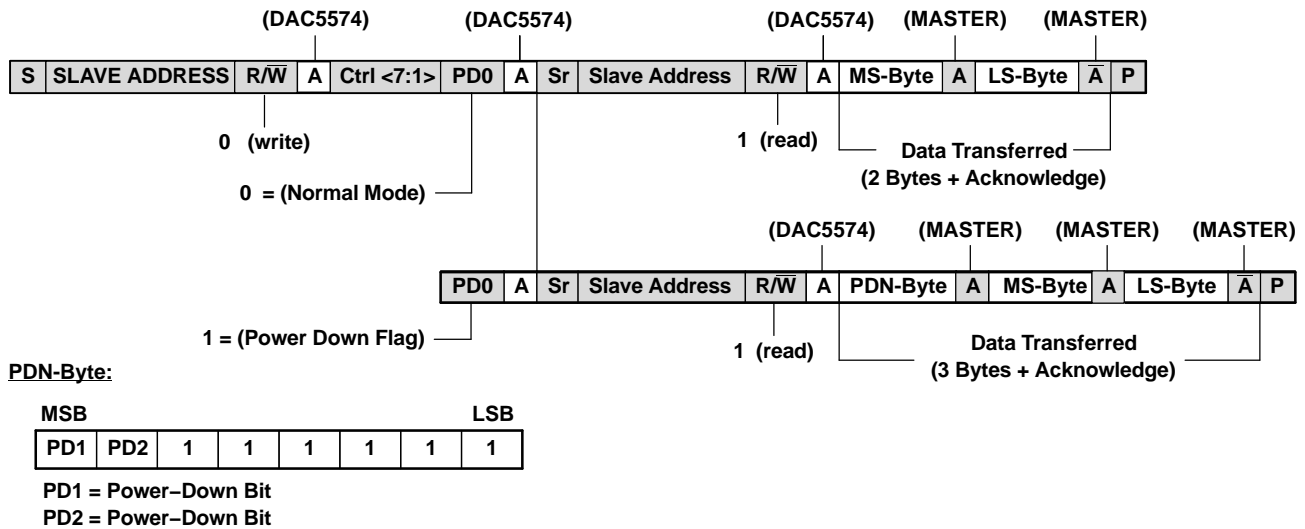 (DAC5574) (DAC5574) (DAC5574) (MASTER) (MASTER)
S SLAVE ADDRESS R/W̅ A Ctrl <7:1> PD0 A Sr Slave Address R/W̅ A MS-Byte A LS-Byte A̅ P
0 (write) 1 (read) Data Transferred
(2 Bytes + Acknowledge)
0 = (Normal Mode)
(DAC5574) (MASTER) (MASTER) (MASTER)
PD0 A Sr Slave Address R/W̅ A PDN-Byte A MS-Byte A LS-Byte A̅ P
1 = (Power Down Flag) 1 (read) Data Transferred
(3 Bytes + Acknowledge)
PDN-Byte:
MSB LSB
PD1 PD2 1 1 1 1 1 1
PD1 = Power−Down Bit
PD2 = Power−Down Bit